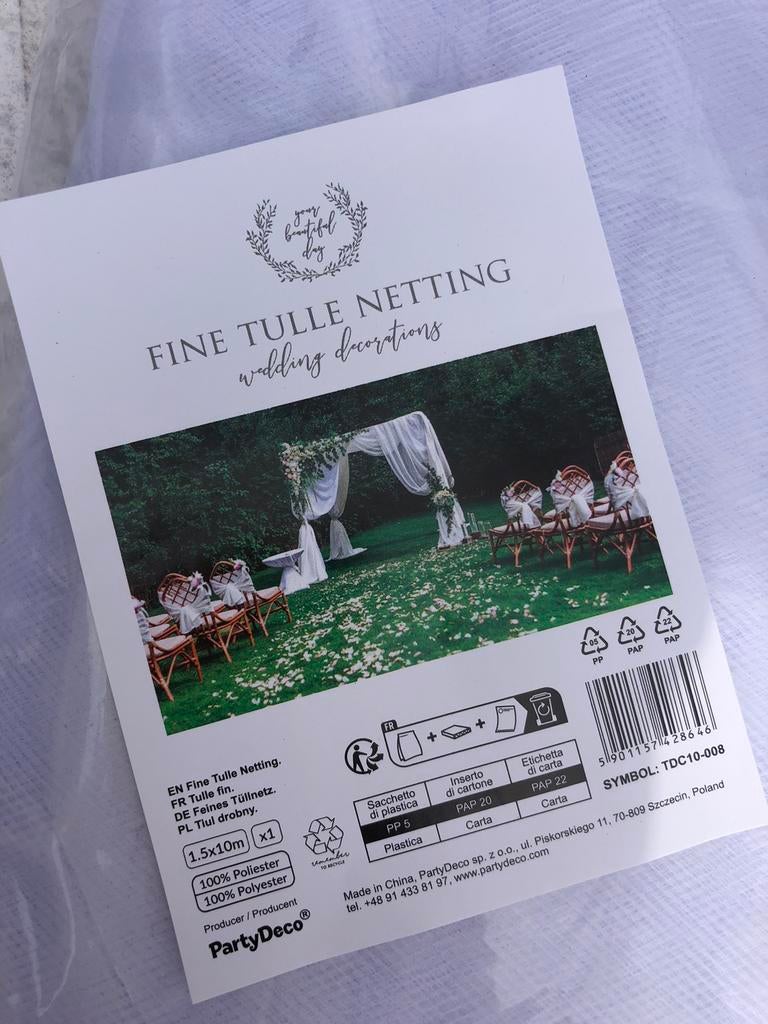 your
beautiful
day
FINE TULLE NETTING
wedding decorations
05
PP
20
PAP
22
PAP
FR
5 901157 428646
SYMBOL: TDC10-008
EN Fine Tulle Netting.
FR Tulle fin.
DE Feines Tüllnetz.
PL Tiul drobny.
1.5x10m
x1
100% Poliester
100% Polyester
remember
TO RECYCLE
Sacchetto di plastica
Inserto di cartone
Etichetta di carta
PP 5
PAP 20
PAP 22
Plastica
Carta
Carta
Producer / Producent
PartyDeco®
Made in China, PartyDeco sp. z o.o., ul. Piskorskiego 11, 70-809 Szczecin, Poland
tel. +48 91 433 81 97, www.partydeco.com